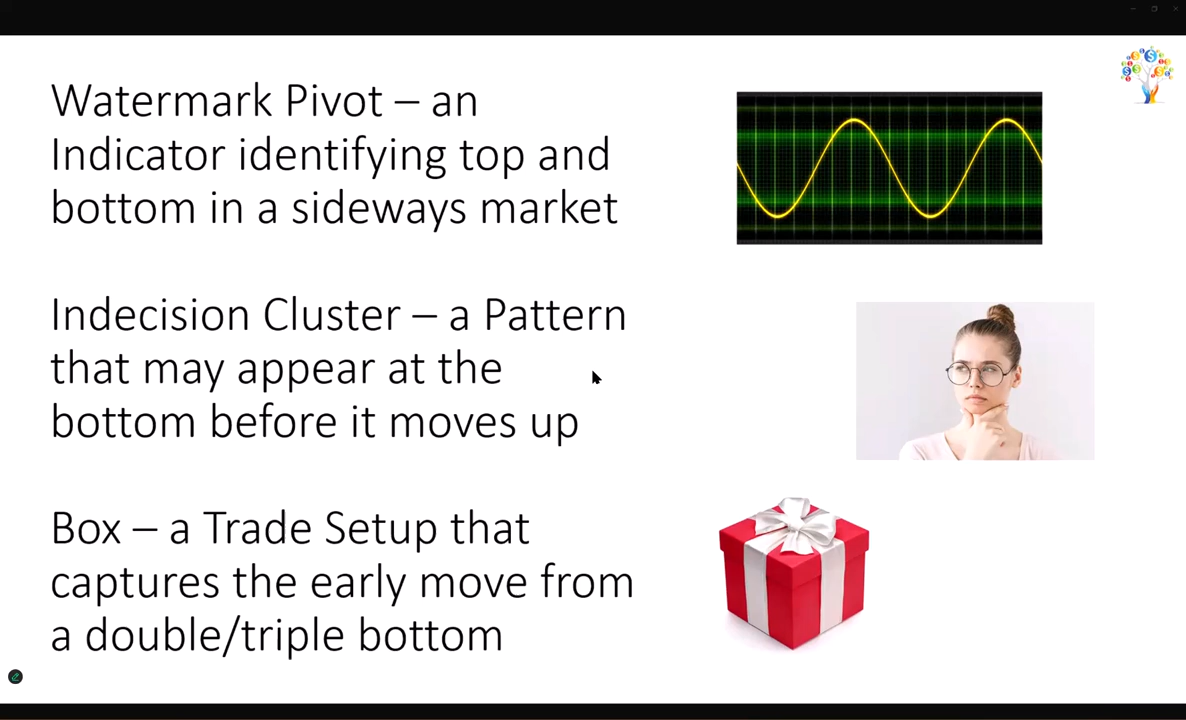 Watermark Pivot – an
Indicator identifying top and
bottom in a sideways market
Indecision Cluster – a Pattern
that may appear at the
bottom before it moves up
Box – a Trade Setup that
captures the early move from
a double/triple bottom